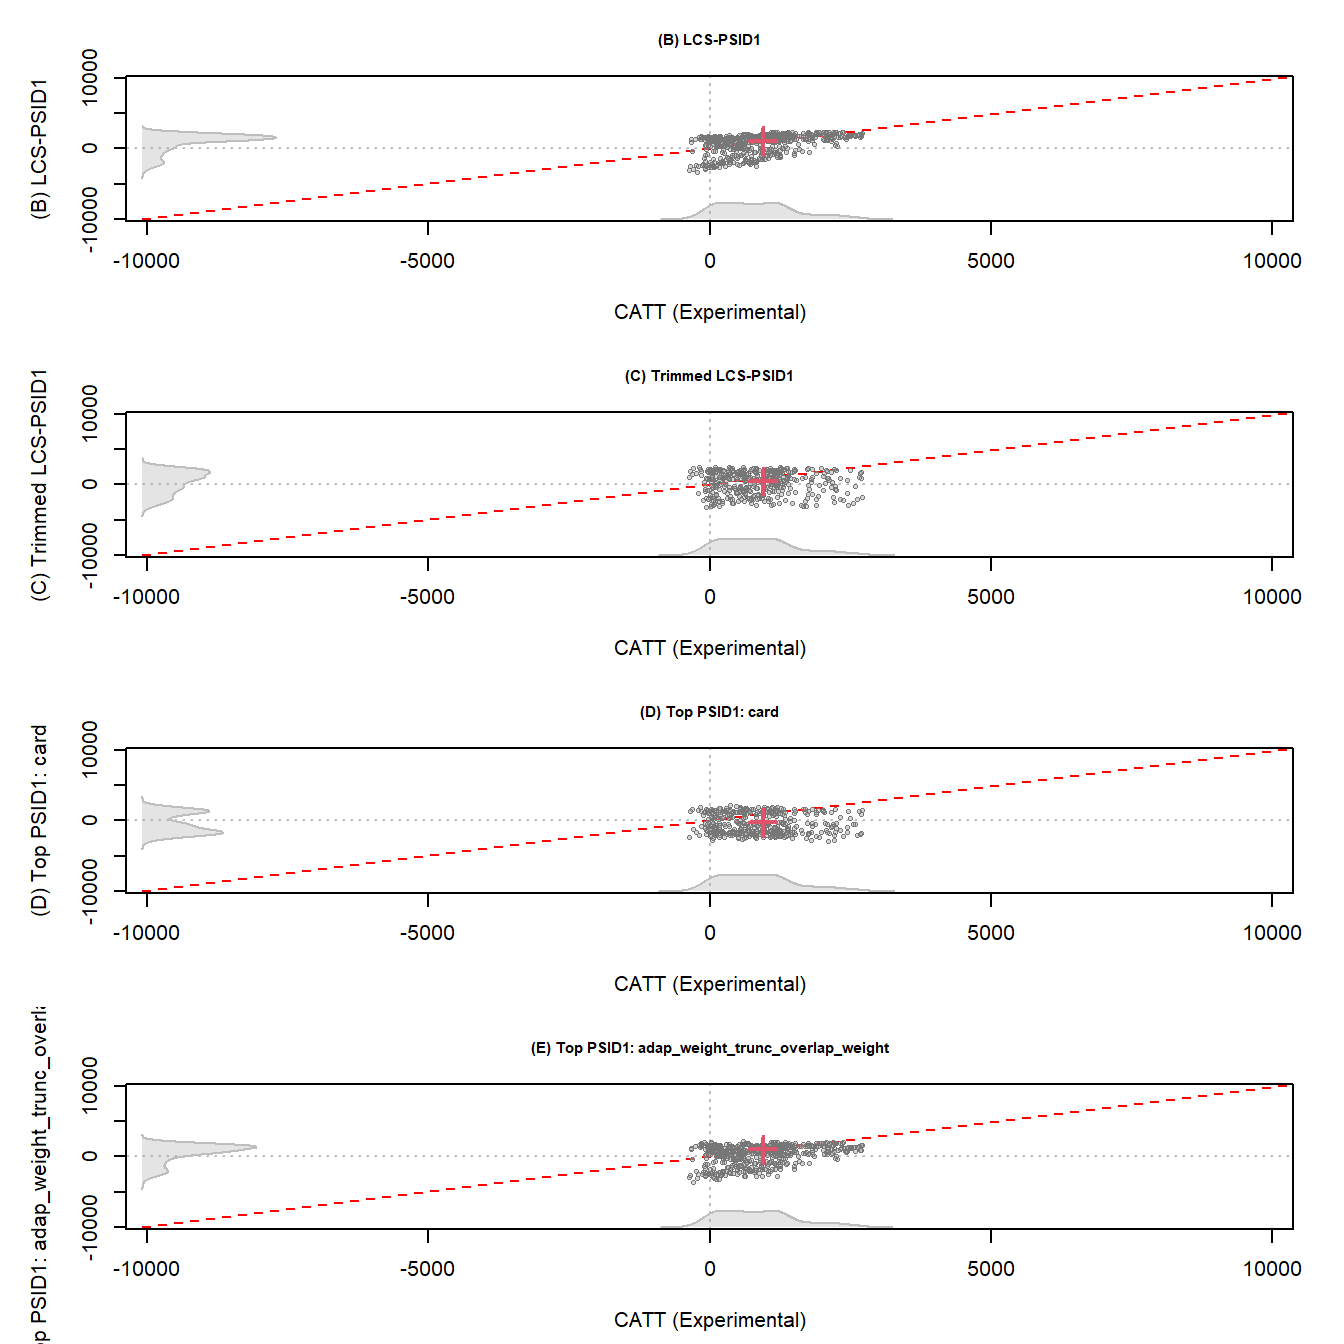 (B) LCS-PSID1
(B) LCS-PSID1
10000
0
-10000
-10000 -5000 0 5000 10000
CATT (Experimental)
(C) Trimmed LCS-PSID1
(C) Trimmed LCS-PSID1
10000
0
-10000
-10000 -5000 0 5000 10000
CATT (Experimental)
(D) Top PSID1: card
(D) Top PSID1: card
10000
0
-10000
-10000 -5000 0 5000 10000
CATT (Experimental)
(E) Top PSID1: adap_weight_trunc_overlap_weight
PSID1: adap_weight_trunc_overl
10000
0
-10000
-10000 -5000 0 5000 10000
CATT (Experimental)